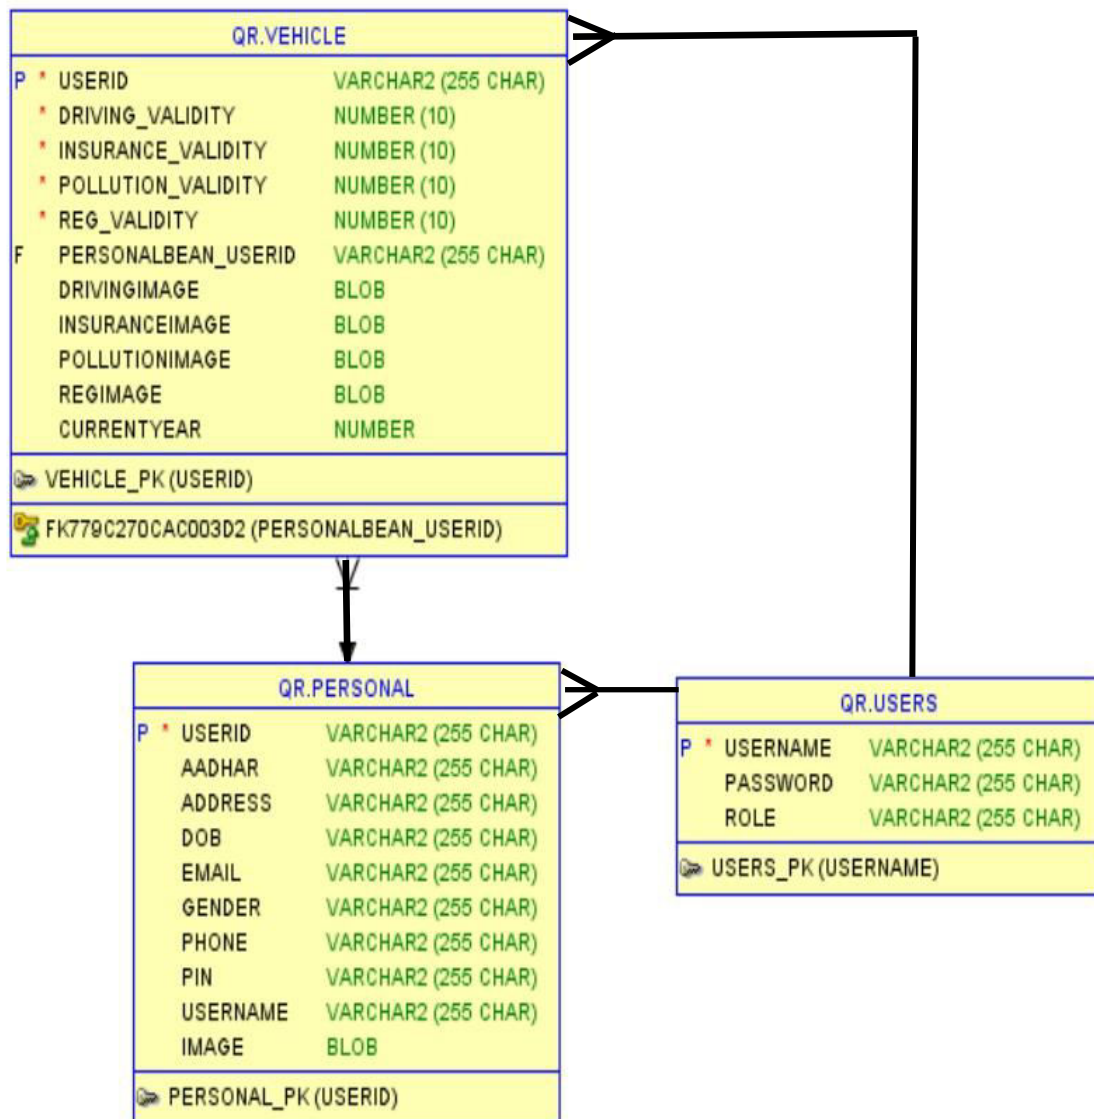 QR.VEHICLE
P * USERID VARCHAR2 (255 CHAR)
* DRIVING_VALIDITY NUMBER (10)
* INSURANCE_VALIDITY NUMBER (10)
* POLLUTION_VALIDITY NUMBER (10)
* REG_VALIDITY NUMBER (10)
F PERSONALBEAN_USERID VARCHAR2 (255 CHAR)
DRIVINGIMAGE BLOB
INSURANCEIMAGE BLOB
POLLUTIONIMAGE BLOB
REGIMAGE BLOB
CURRENTYEAR NUMBER
VEHICLE_PK (USERID)
FK779C270CAC003D2 (PERSONALBEAN_USERID)
QR.PERSONAL
P * USERID VARCHAR2 (255 CHAR)
AADHAR VARCHAR2 (255 CHAR)
ADDRESS VARCHAR2 (255 CHAR)
DOB VARCHAR2 (255 CHAR)
EMAIL VARCHAR2 (255 CHAR)
GENDER VARCHAR2 (255 CHAR)
PHONE VARCHAR2 (255 CHAR)
PIN VARCHAR2 (255 CHAR)
USERNAME VARCHAR2 (255 CHAR)
IMAGE BLOB
PERSONAL_PK (USERID)
QR.USERS
P * USERNAME VARCHAR2 (255 CHAR)
PASSWORD VARCHAR2 (255 CHAR)
ROLE VARCHAR2 (255 CHAR)
USERS_PK (USERNAME)